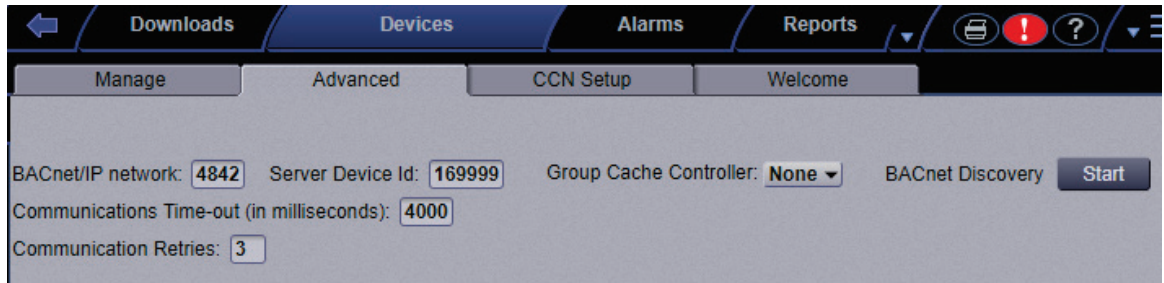 Downloads Devices Alarms Reports ! ?
Manage Advanced CCN Setup Welcome
BACnet/IP network: 4842 Server Device Id: 169999 Group Cache Controller: None BACnet Discovery Start
Communications Time-out (in milliseconds): 4000
Communication Retries: 3